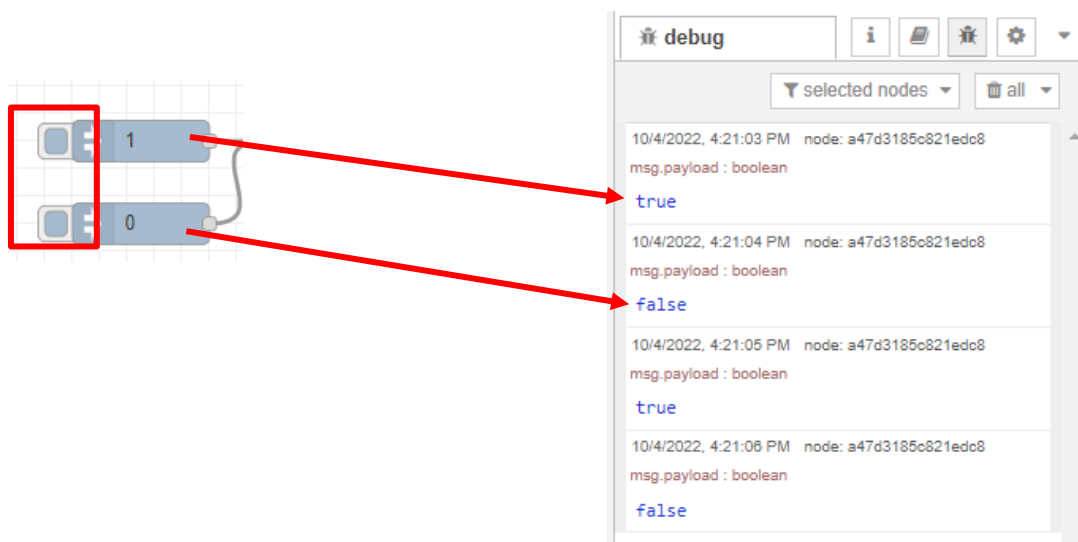 1
0
debug
i
selected nodes
all
10/4/2022, 4:21:03 PM node: a47d3185c821edc8
msg.payload : boolean
true
10/4/2022, 4:21:04 PM node: a47d3185c821edc8
msg.payload : boolean
false
10/4/2022, 4:21:05 PM node: a47d3185c821edc8
msg.payload : boolean
true
10/4/2022, 4:21:06 PM node: a47d3185c821edc8
msg.payload : boolean
false